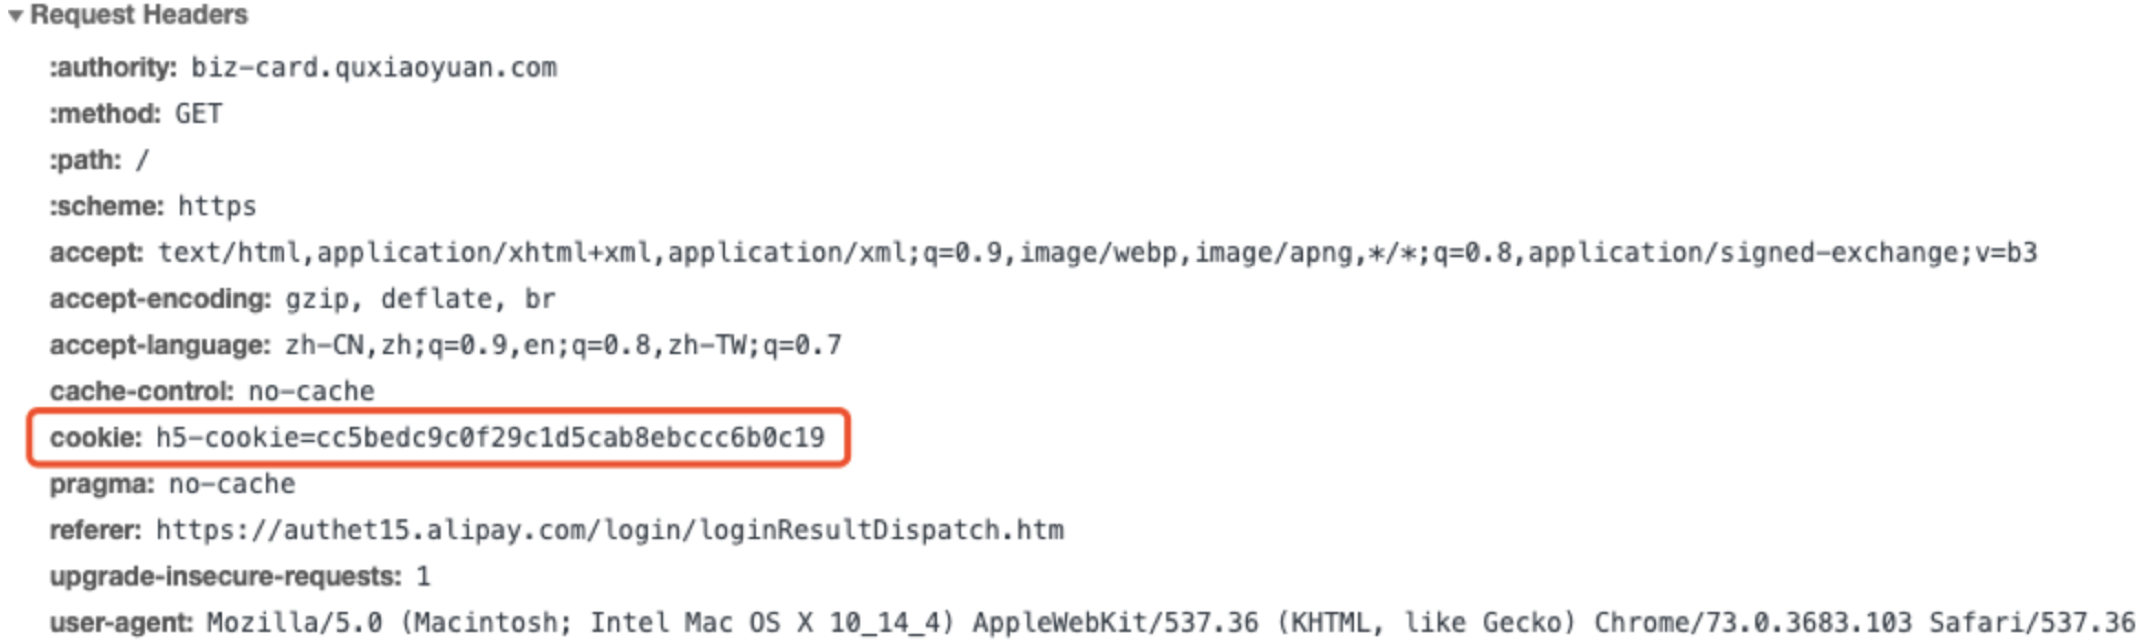 ▼ Request Headers
:authority: biz-card.quxiaoyuan.com
:method: GET
:path: /
:scheme: https
accept: text/html,application/xhtml+xml,application/xml;q=0.9,image/webp,image/apng,*/*;q=0.8,application/signed-exchange;v=b3
accept-encoding: gzip, deflate, br
accept-language: zh-CN,zh;q=0.9,en;q=0.8,zh-TW;q=0.7
cache-control: no-cache
cookie: h5-cookie=cc5bedc9c0f29c1d5cab8ebccc6b0c19
pragma: no-cache
referer: https://authet15.alipay.com/login/loginResultDispatch.htm
upgrade-insecure-requests: 1
user-agent: Mozilla/5.0 (Macintosh; Intel Mac OS X 10_14_4) AppleWebKit/537.36 (KHTML, like Gecko) Chrome/73.0.3683.103 Safari/537.36